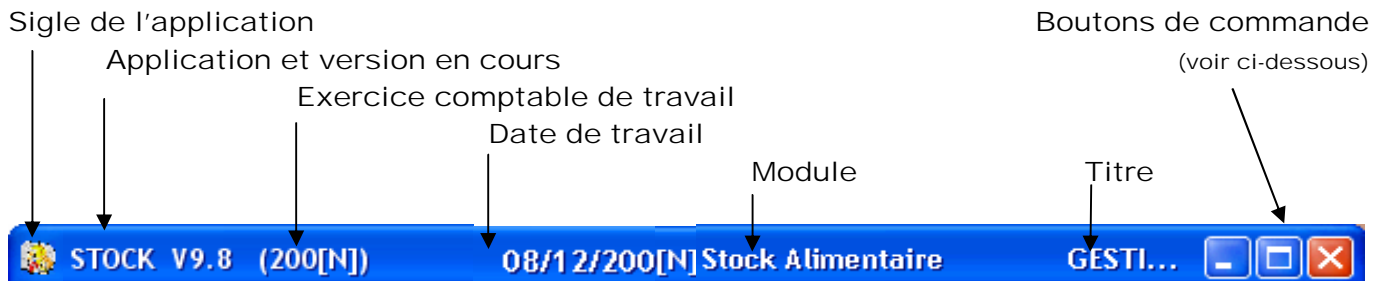 Sigle de l'application
Boutons de commande
Application et version en cours
(voir ci-dessous)
Exercice comptable de travail
Date de travail
Module
Titre
STOCK V9.8 (200[N]) 08/12/200[N] Stock Alimentaire GESTI...